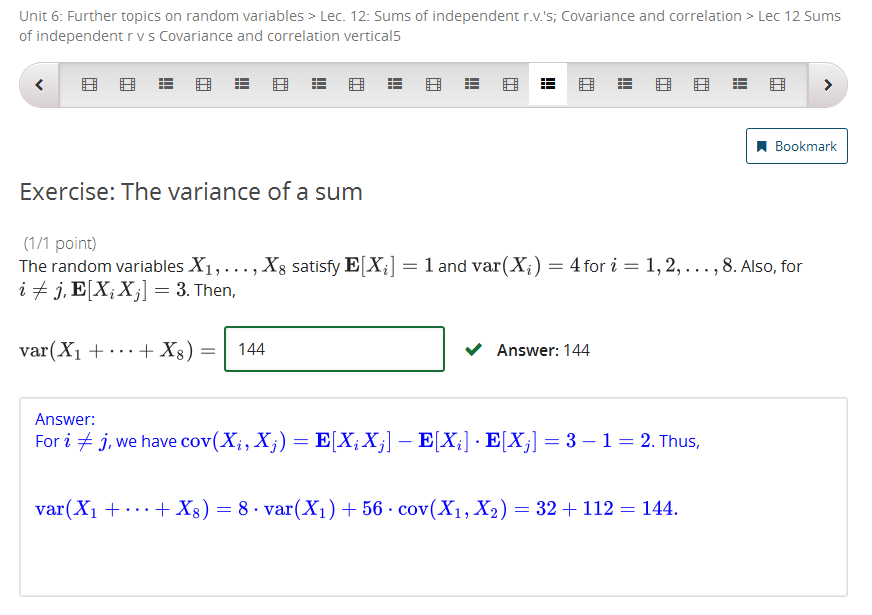 Unit 6: Further topics on random variables > Lec. 12: Sums of independent r.v.'s; Covariance and correlation > Lec 12 Sums
of independent r v s Covariance and correlation vertical5
Bookmark
Exercise: The variance of a sum
(1/1 point)
The random variables X₁, . . . , X₈ satisfy E[Xᵢ] = 1 and var(Xᵢ) = 4 for i = 1, 2, . . . , 8. Also, for
i ≠ j, E[XᵢXⱼ] = 3. Then,
var(X₁ + · · · + X₈) = 144 Answer: 144
Answer:
For i ≠ j, we have cov(Xᵢ, Xⱼ) = E[XᵢXⱼ] − E[Xᵢ] · E[Xⱼ] = 3 − 1 = 2. Thus,
var(X₁ + · · · + X₈) = 8 · var(X₁) + 56 · cov(X₁, X₂) = 32 + 112 = 144.